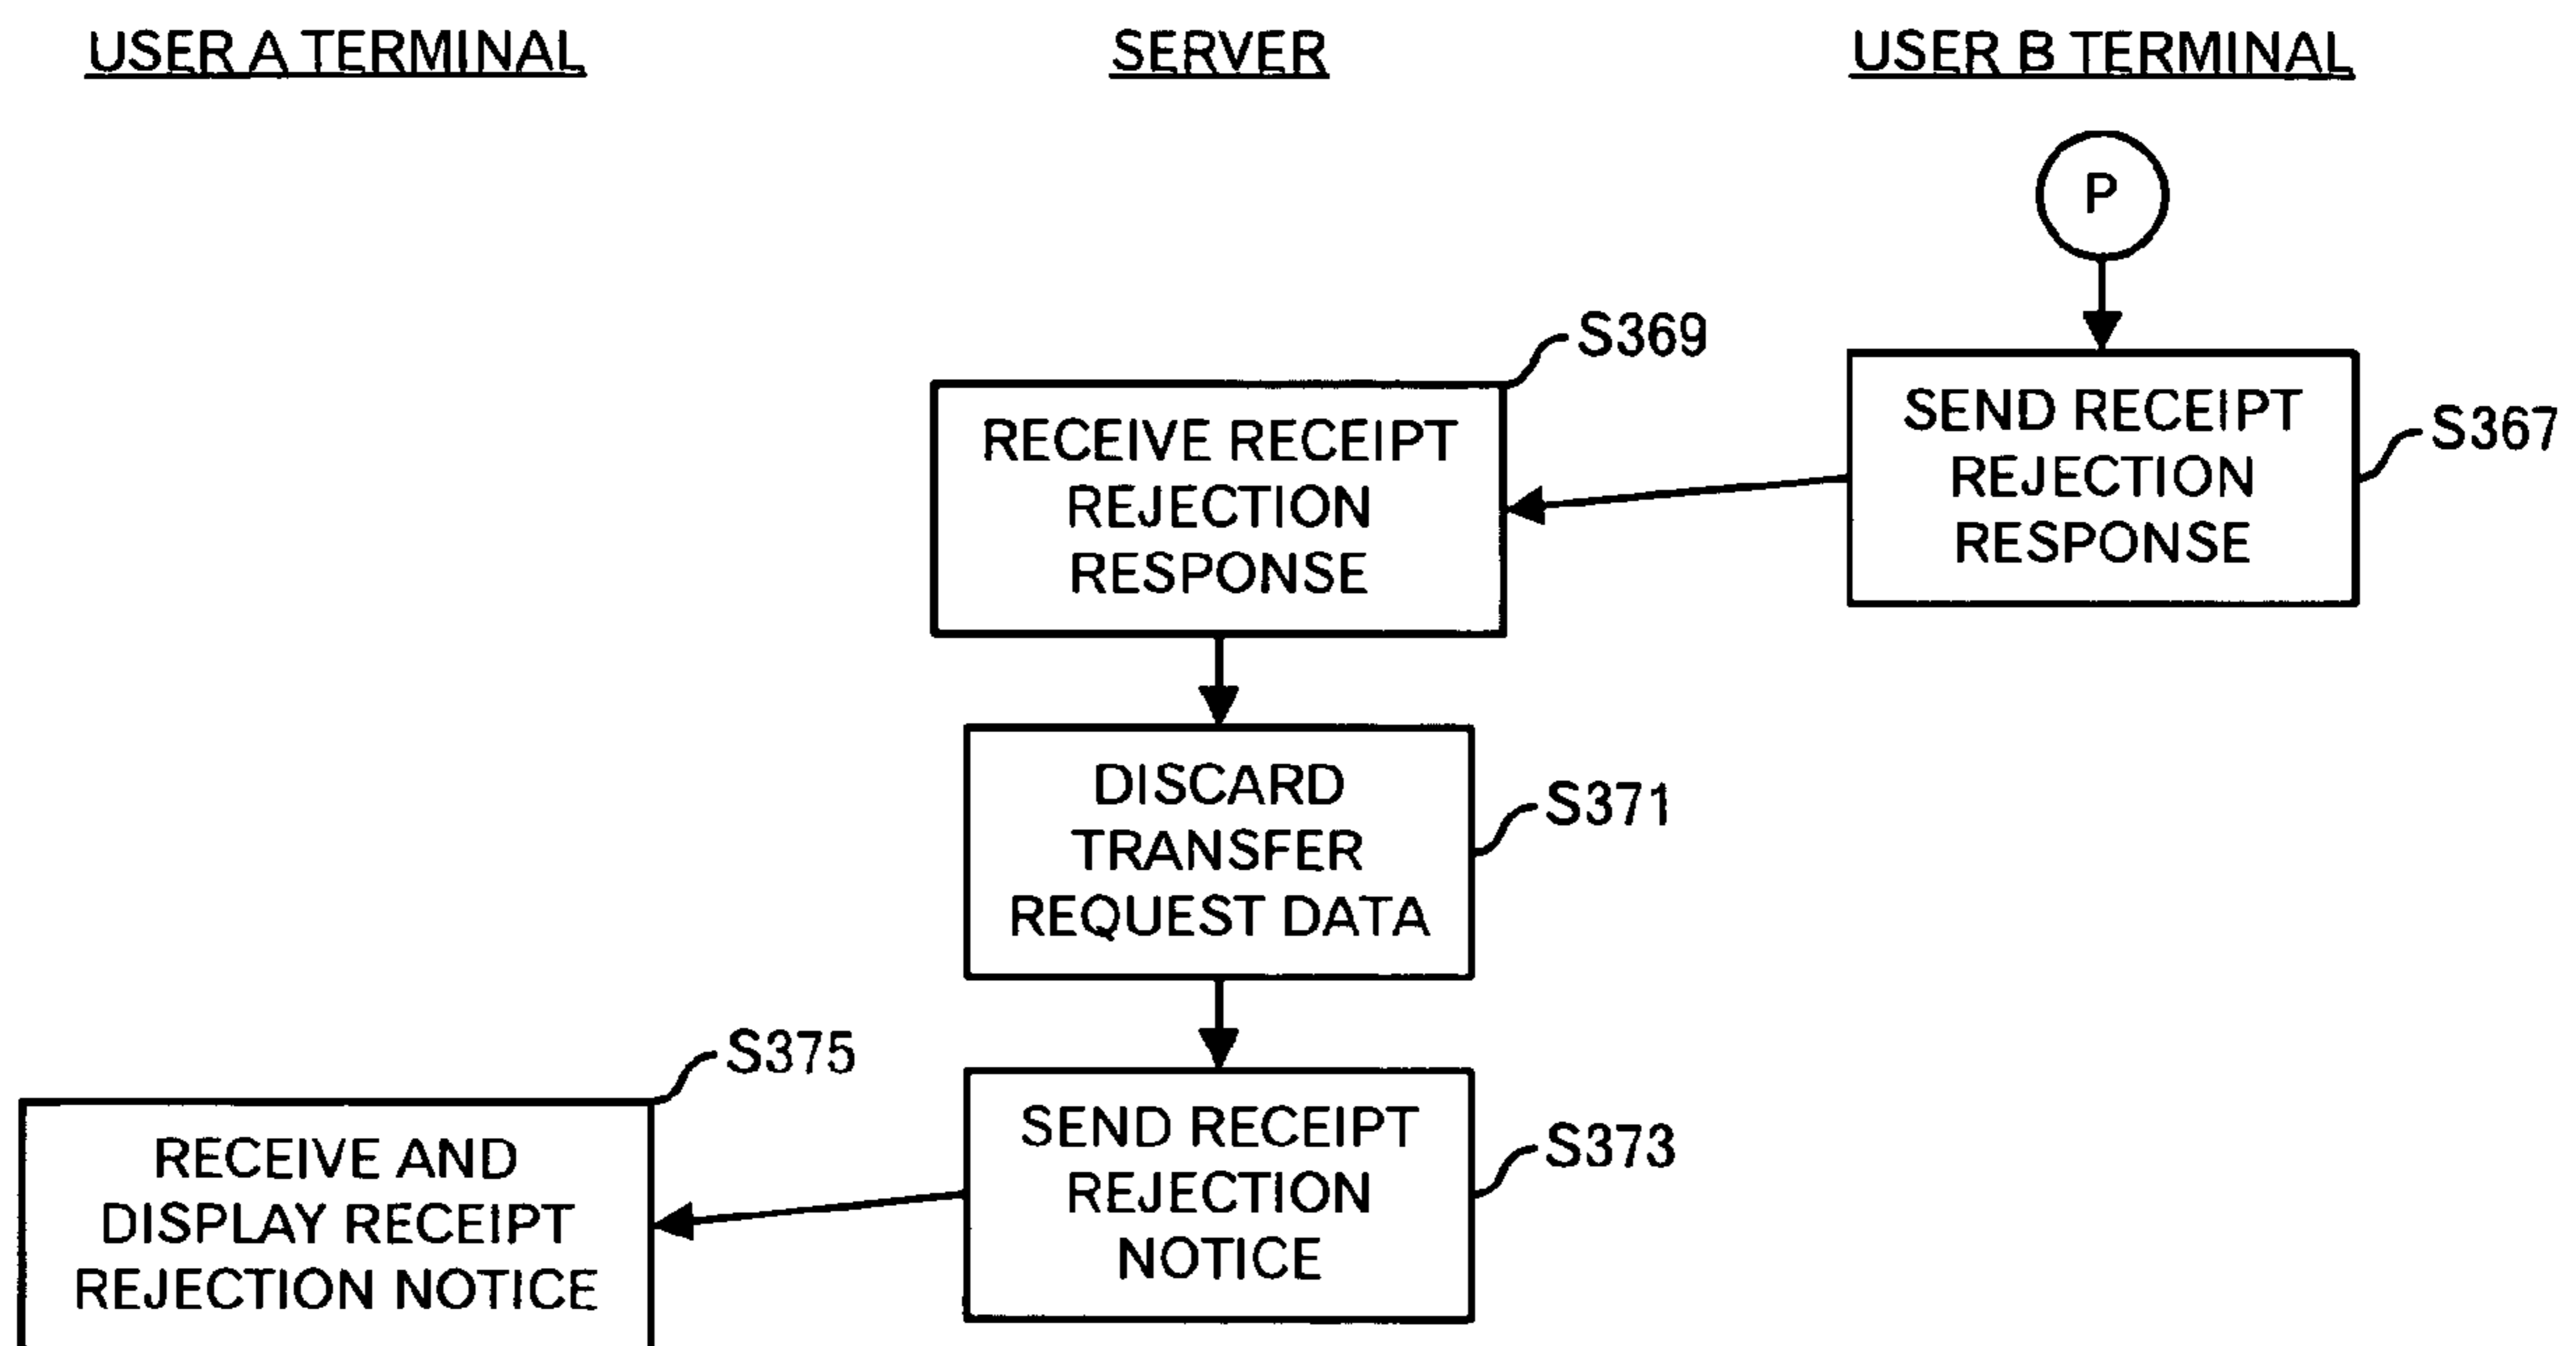 USER A TERMINAL
SERVER
USER B TERMINAL
P
S369
S367
SEND RECEIPT
REJECTION
RESPONSE
RECEIVE RECEIPT
REJECTION
RESPONSE
S371
DISCARD
TRANSFER
REQUEST DATA
S375
S373
SEND RECEIPT
REJECTION
NOTICE
RECEIVE AND
DISPLAY RECEIPT
REJECTION NOTICE